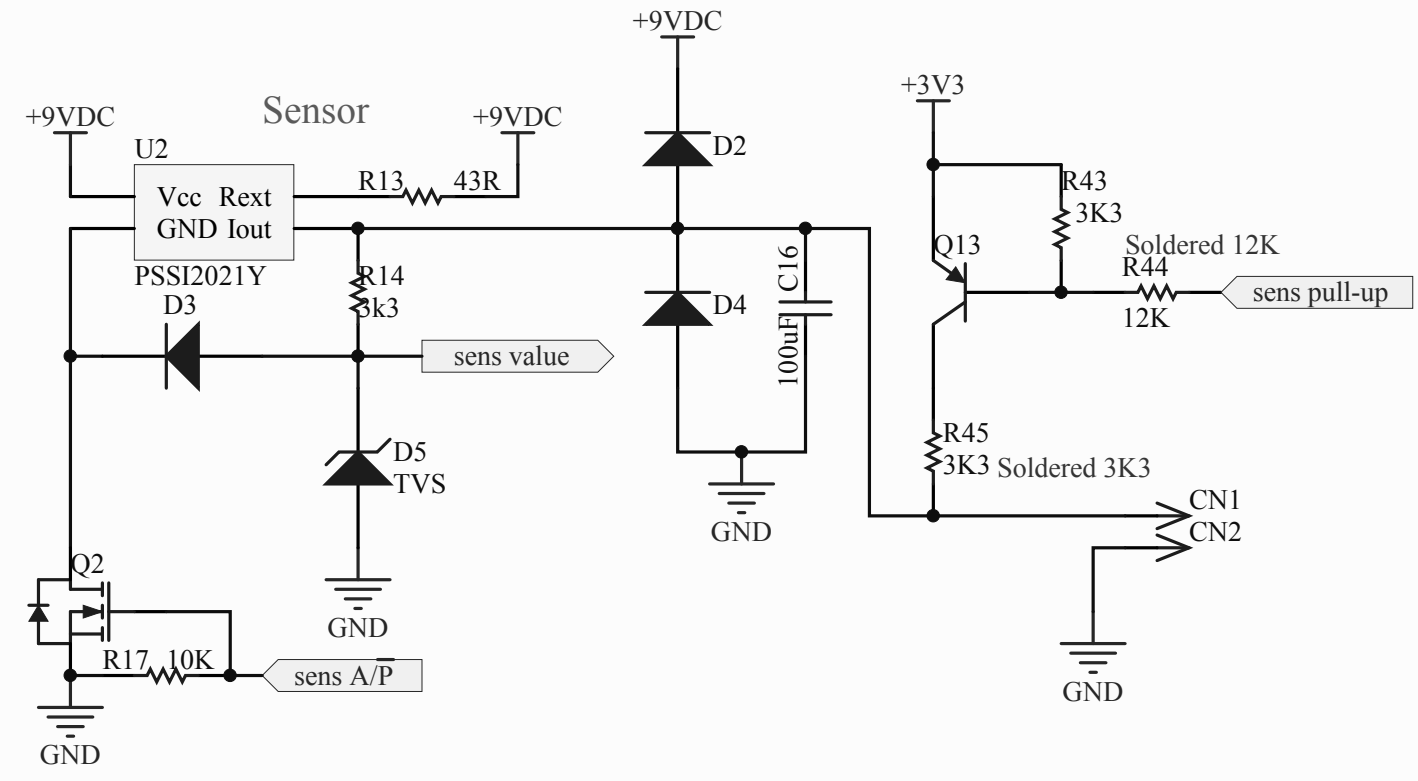 +9VDC
+3V3
+9VDC
Sensor
+9VDC
U2
D2
R13 43R
Vcc Rext
GND Iout
R43
3K3
Q13
Soldered 12K
PSSI2021Y
R14
3k3
C16
100uF
R44
12K
sens pull-up
D3
D4
sens value
D5
TVS
R45
3K3
Soldered 3K3
GND
CN1
CN2
Q2
GND
R17 10K
sens A/P̅
GND
GND